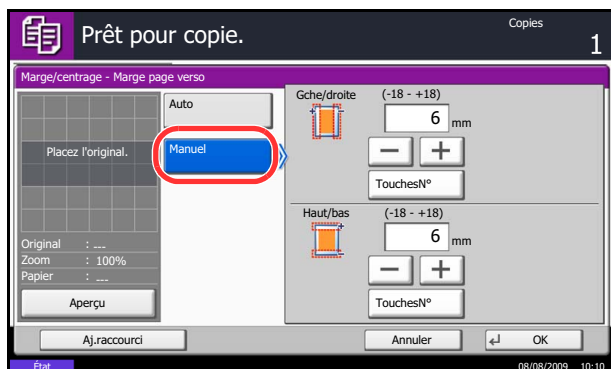 Prêt pour copie.
Copies
1
Marge/centrage - Marge page verso
Placez l'original.
Original : ---
Zoom : 100%
Papier : ---
Aperçu
Auto
Manuel
Gche/droite (-18 - +18)
6 mm
TouchesN°
Haut/bas (-18 - +18)
6 mm
TouchesN°
Aj.raccourci
Annuler
OK
État
08/08/2009 10:10